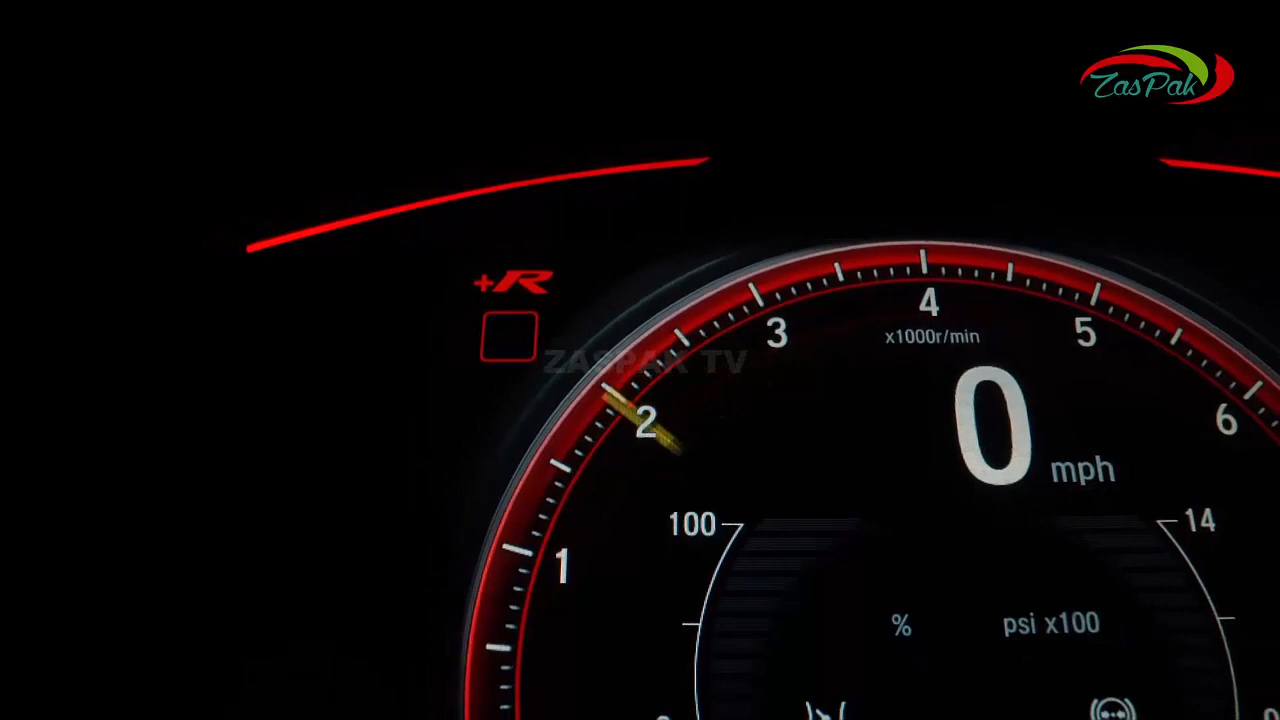 ZasPak
+R
4
3
5
x1000r/min
ZASPAK TV
0
2
6
mph
100
14
1
%
psi x100